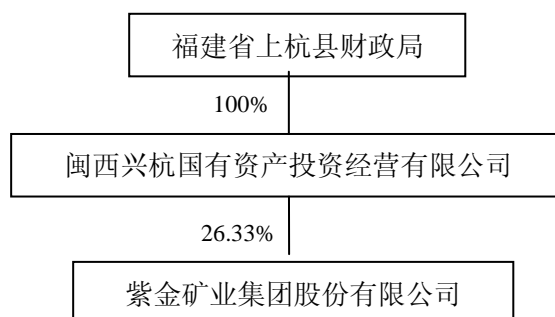 福建省上杭县财政局
100%
闽西兴杭国有资产投资经营有限公司
26.33%
紫金矿业集团股份有限公司